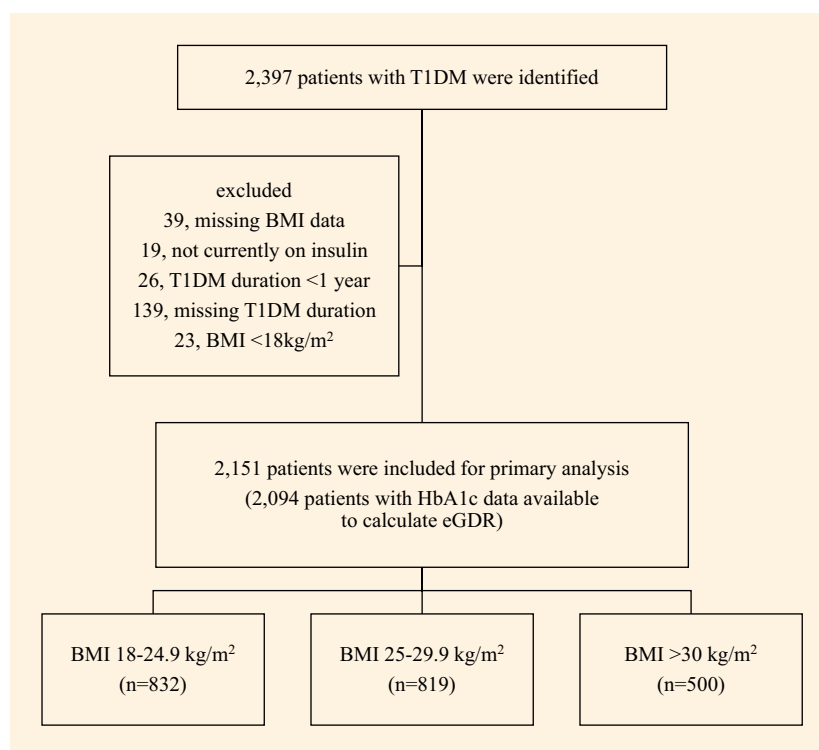 2,397 patients with T1DM were identified
excluded
39, missing BMI data
19, not currently on insulin
26, T1DM duration <1 year
139, missing T1DM duration
23, BMI <18kg/m²
2,151 patients were included for primary analysis
(2,094 patients with HbA1c data available
to calculate eGDR)
BMI 18-24.9 kg/m²
(n=832)
BMI 25-29.9 kg/m²
(n=819)
BMI >30 kg/m²
(n=500)